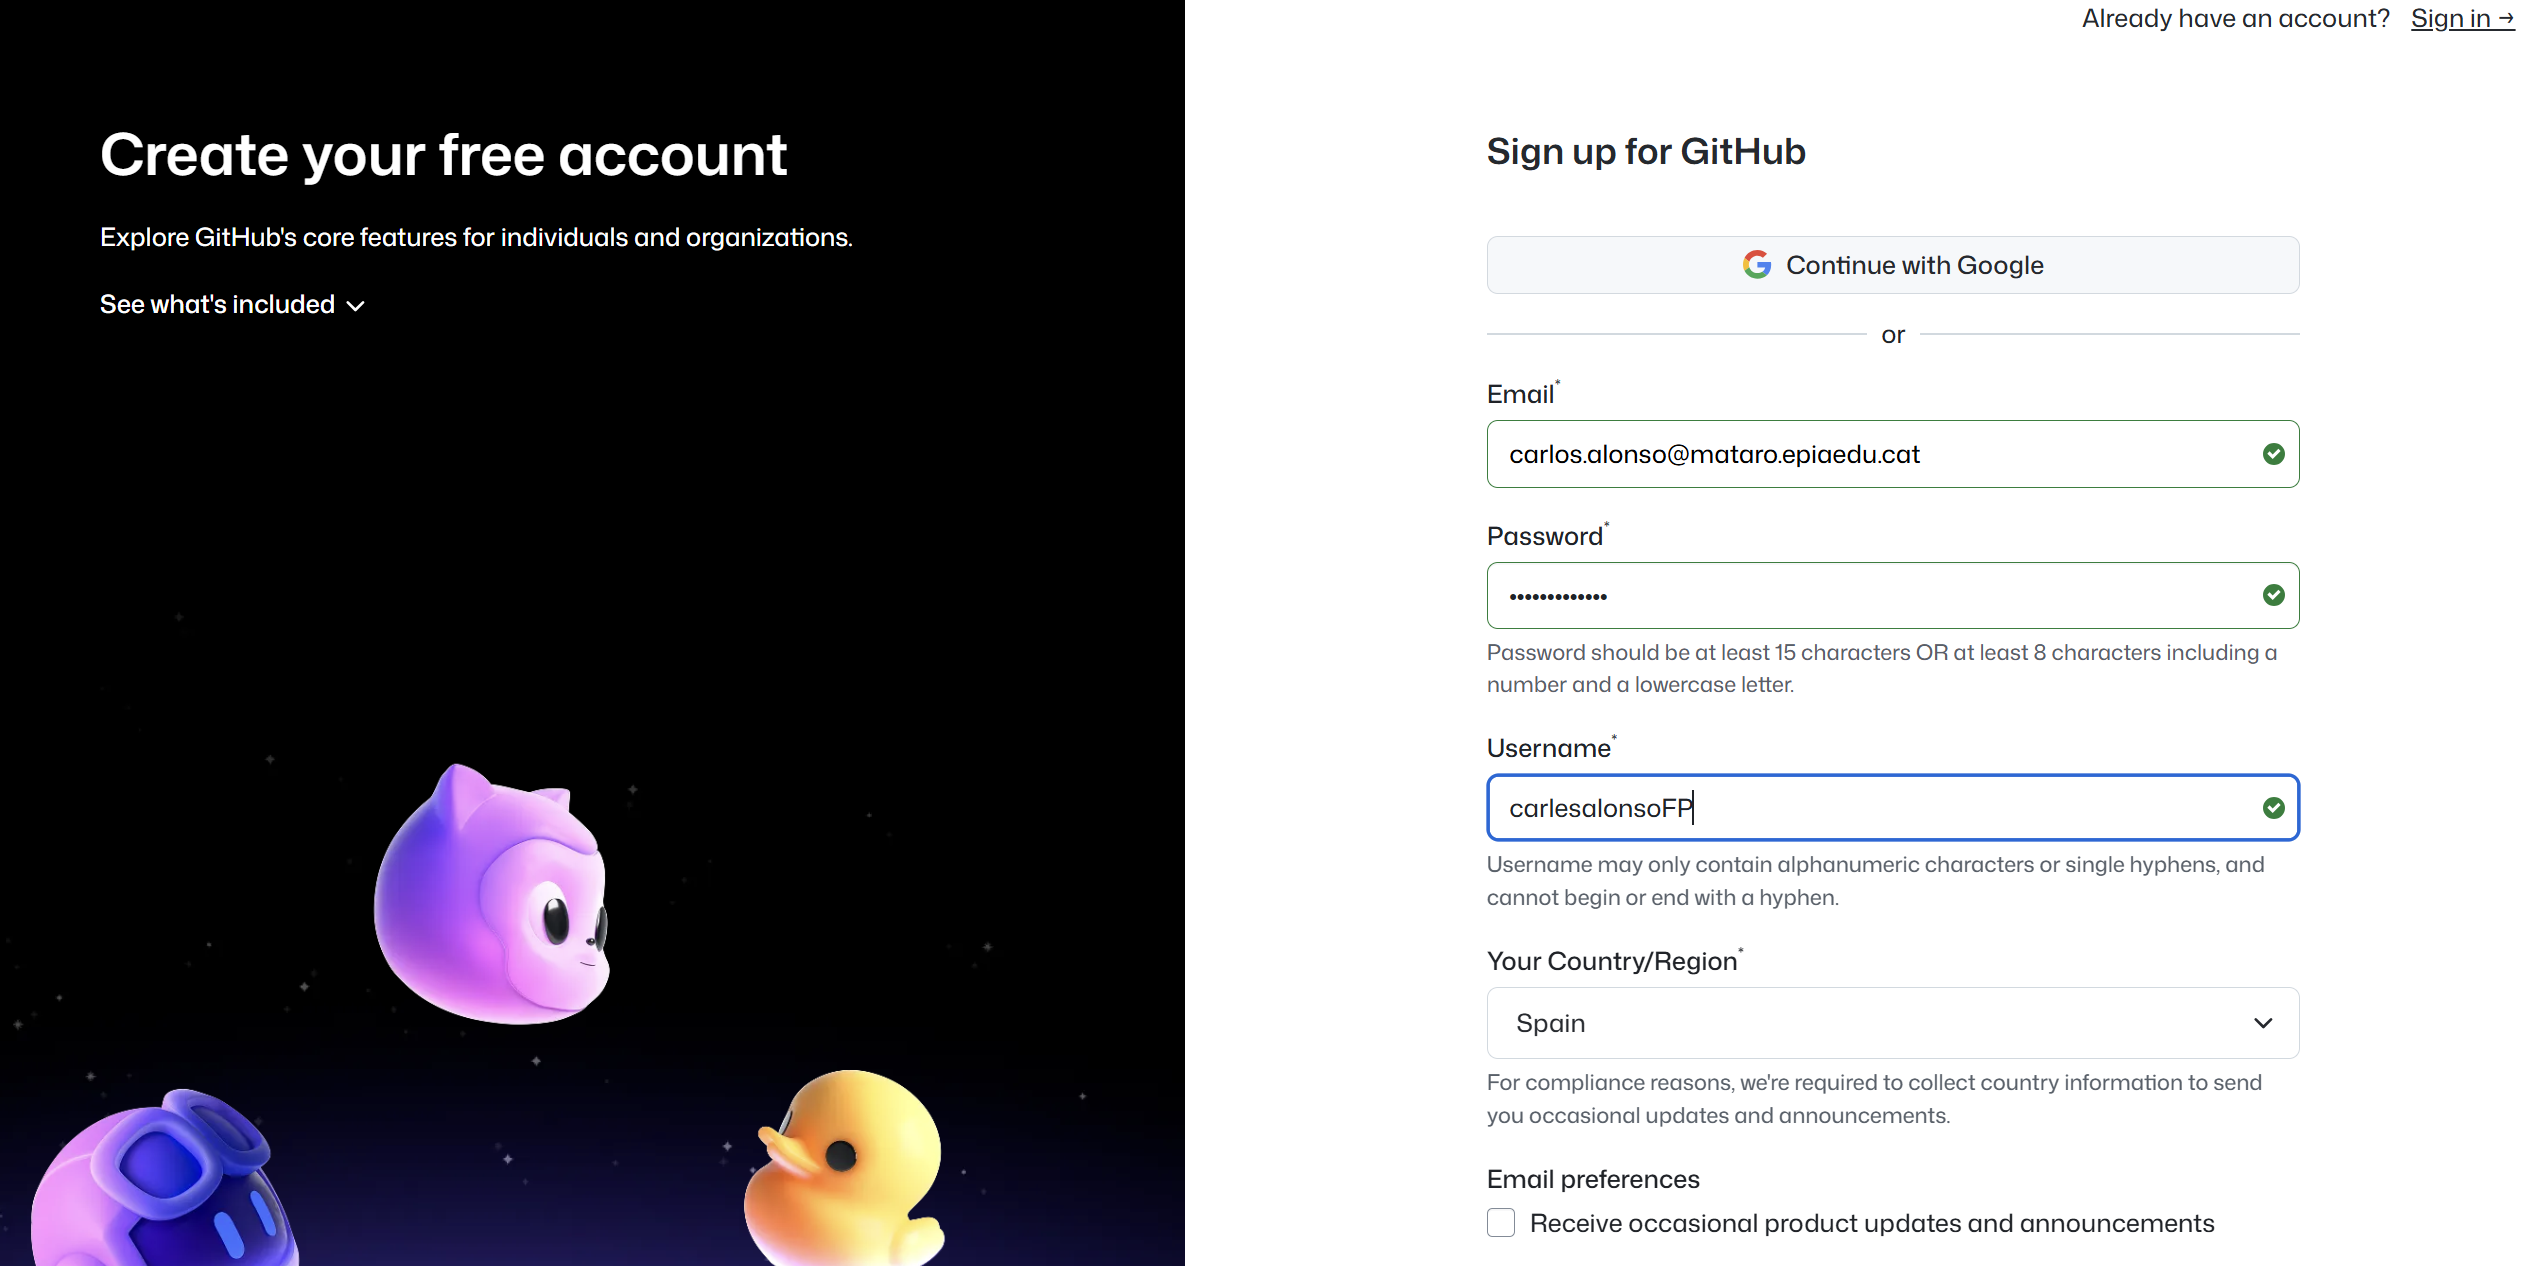 Already have an account? Sign in →
Create your free account
Explore GitHub's core features for individuals and organizations.
See what's included
Sign up for GitHub
Continue with Google
or
Email*
carlos.alonso@mataro.epiaedu.cat
Password*
•••••••••••••
Password should be at least 15 characters OR at least 8 characters including a
number and a lowercase letter.
Username*
carlesalonsoFP
Username may only contain alphanumeric characters or single hyphens, and
cannot begin or end with a hyphen.
Your Country/Region*
Spain
For compliance reasons, we're required to collect country information to send
you occasional updates and announcements.
Email preferences
Receive occasional product updates and announcements